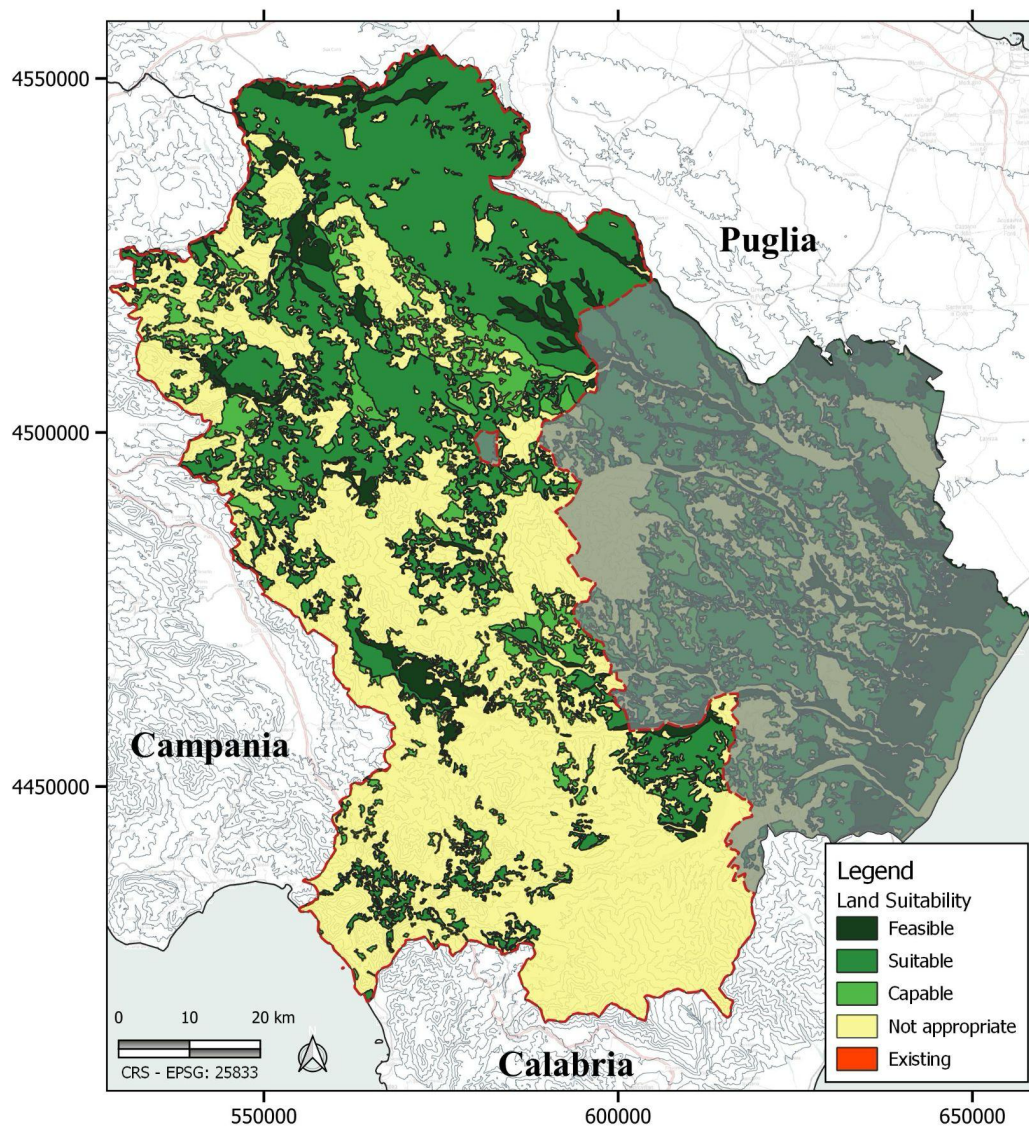 4550000
Puglia
4500000
Campania
4450000
Legend
Land Suitability
Feasible
Suitable
Capable
Not appropriate
Existing
0 10 20 km
CRS - EPSG: 25833
N
Calabria
550000 600000 650000